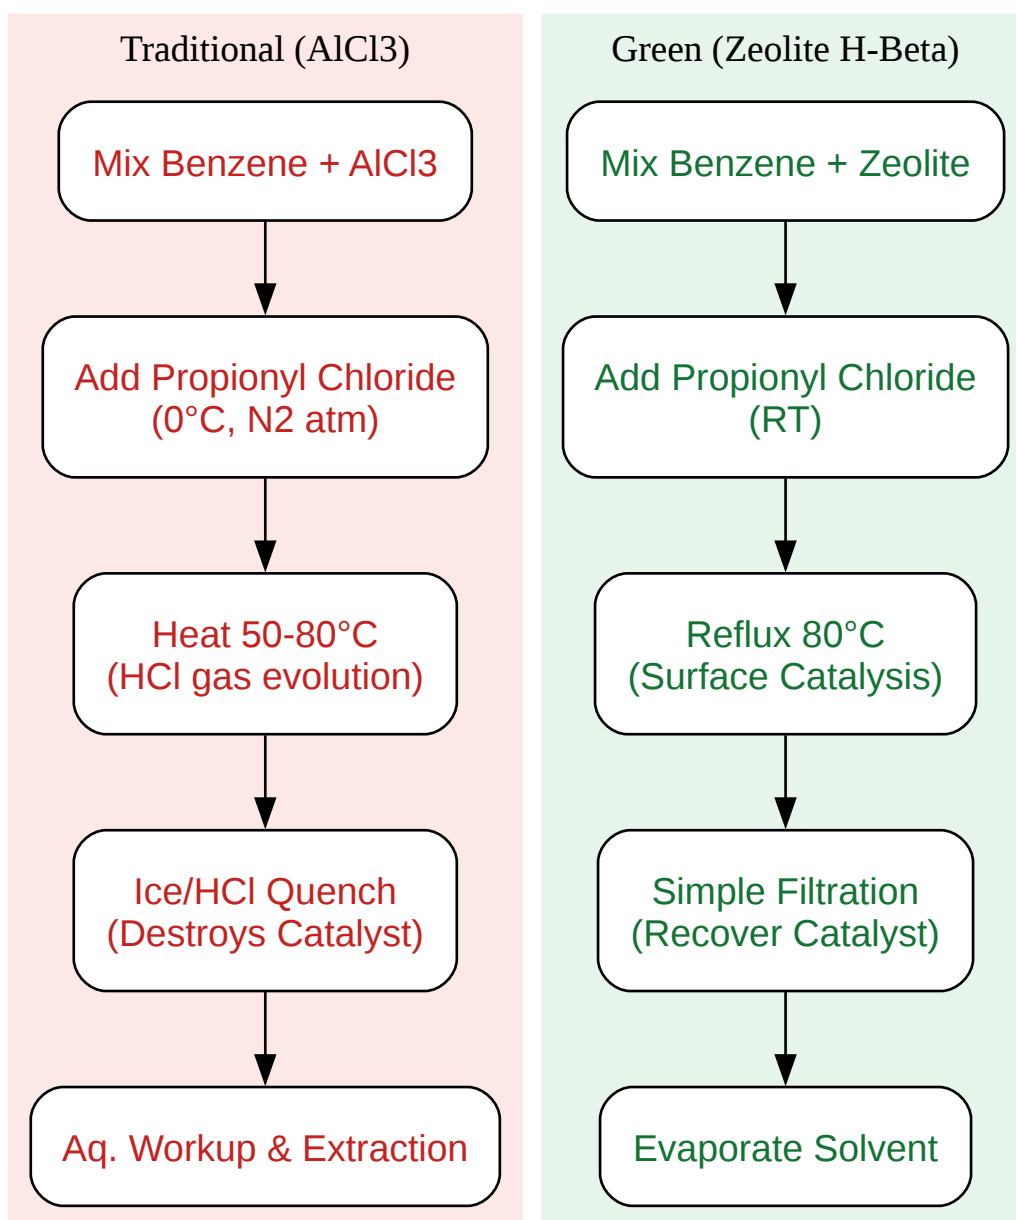 Traditional (AlCl3)
Mix Benzene + AlCl3
Add Propionyl Chloride
(0°C, N2 atm)
Heat 50-80°C
(HCl gas evolution)
Ice/HCl Quench
(Destroys Catalyst)
Aq. Workup & Extraction
Green (Zeolite H-Beta)
Mix Benzene + Zeolite
Add Propionyl Chloride
(RT)
Reflux 80°C
(Surface Catalysis)
Simple Filtration
(Recover Catalyst)
Evaporate Solvent